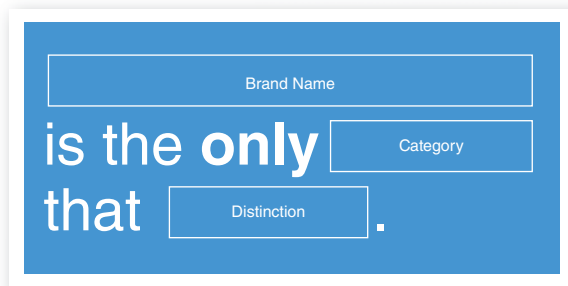 Brand Name
is the only Category
that Distinction.